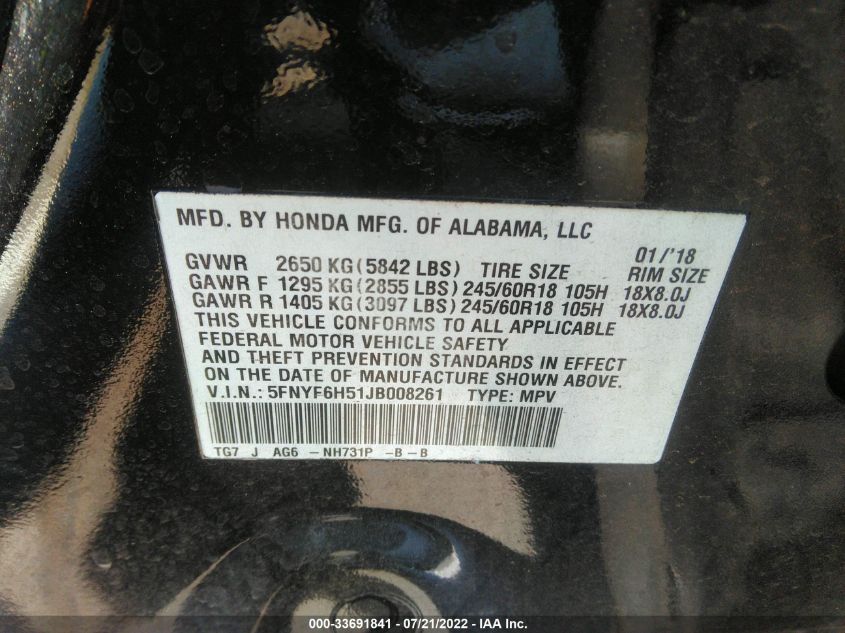 MFD. BY HONDA MFG. OF ALABAMA, LLC
01/'18
GVWR 2650 KG(5842 LBS) TIRE SIZE RIM SIZE
GAWR F 1295 KG(2855 LBS) 245/60R18 105H 18X8.0J
GAWR R 1405 KG(3097 LBS) 245/60R18 105H 18X8.0J
THIS VEHICLE CONFORMS TO ALL APPLICABLE
FEDERAL MOTOR VEHICLE SAFETY
AND THEFT PREVENTION STANDARDS IN EFFECT
ON THE DATE OF MANUFACTURE SHOWN ABOVE.
V.I.N.: 5FNYF6H51JB008261 TYPE: MPV
TG7 J AG6 -NH731P -B-B
000-33691841 - 07/21/2022 - IAA Inc.